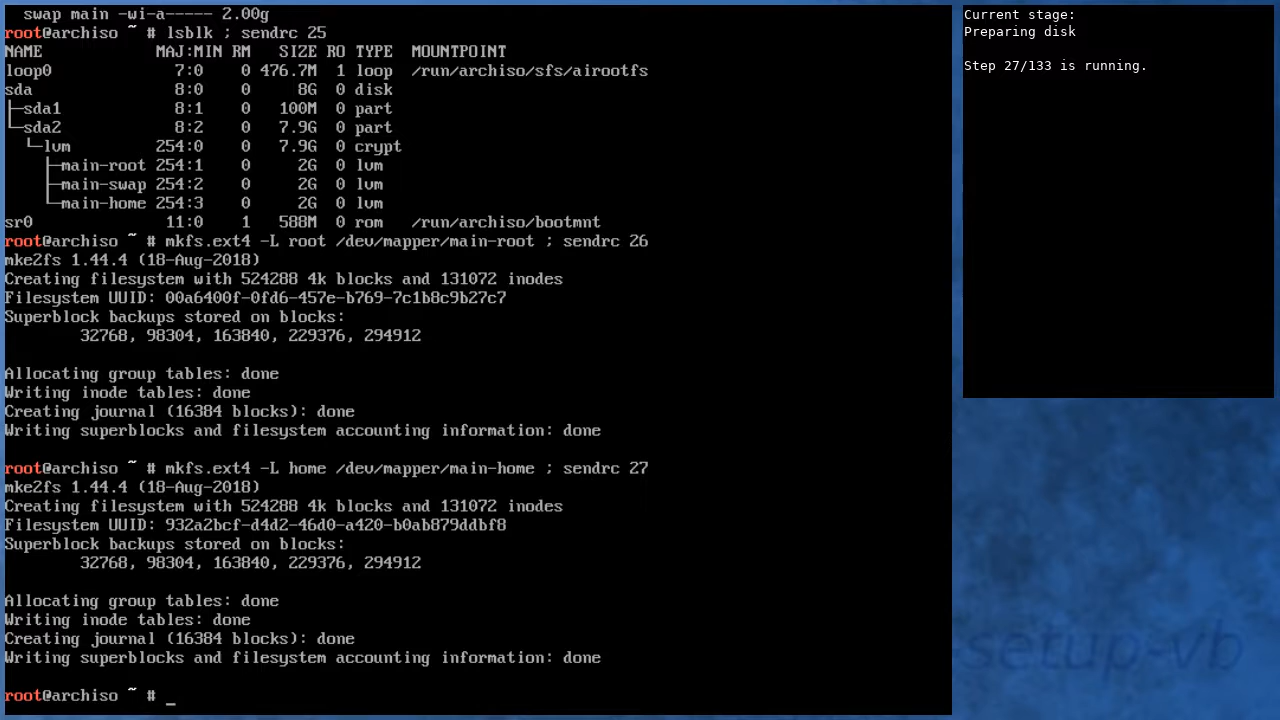 swap main -wi-a----- 2.00g
root@archiso ~ # lsblk ; sendrc 25
NAME MAJ:MIN RM SIZE RO TYPE MOUNTPOINT
loop0 7:0 0 476.7M 1 loop /run/archiso/sfs/airootfs
sda 8:0 0 8G 0 disk
├─sda1 8:1 0 100M 0 part
└─sda2 8:2 0 7.9G 0 part
└─lvm 254:0 0 7.9G 0 crypt
├─main-root 254:1 0 2G 0 lvm
├─main-swap 254:2 0 2G 0 lvm
└─main-home 254:3 0 2G 0 lvm
sr0 11:0 1 588M 0 rom /run/archiso/bootmnt
root@archiso ~ # mkfs.ext4 -L root /dev/mapper/main-root ; sendrc 26
mke2fs 1.44.4 (18-Aug-2018)
Creating filesystem with 524288 4k blocks and 131072 inodes
Filesystem UUID: 00a6400f-0fd6-457e-b769-7c1b8c9b27c7
Superblock backups stored on blocks:
32768, 98304, 163840, 229376, 294912

Allocating group tables: done
Writing inode tables: done
Creating journal (16384 blocks): done
Writing superblocks and filesystem accounting information: done

root@archiso ~ # mkfs.ext4 -L home /dev/mapper/main-home ; sendrc 27
mke2fs 1.44.4 (18-Aug-2018)
Creating filesystem with 524288 4k blocks and 131072 inodes
Filesystem UUID: 932a2bcf-d4d2-46d0-a420-b0ab879ddbf8
Superblock backups stored on blocks:
32768, 98304, 163840, 229376, 294912

Allocating group tables: done
Writing inode tables: done
Creating journal (16384 blocks): done
Writing superblocks and filesystem accounting information: done

root@archiso ~ # _
Current stage:
Preparing disk

Step 27/133 is running.
setup-vb